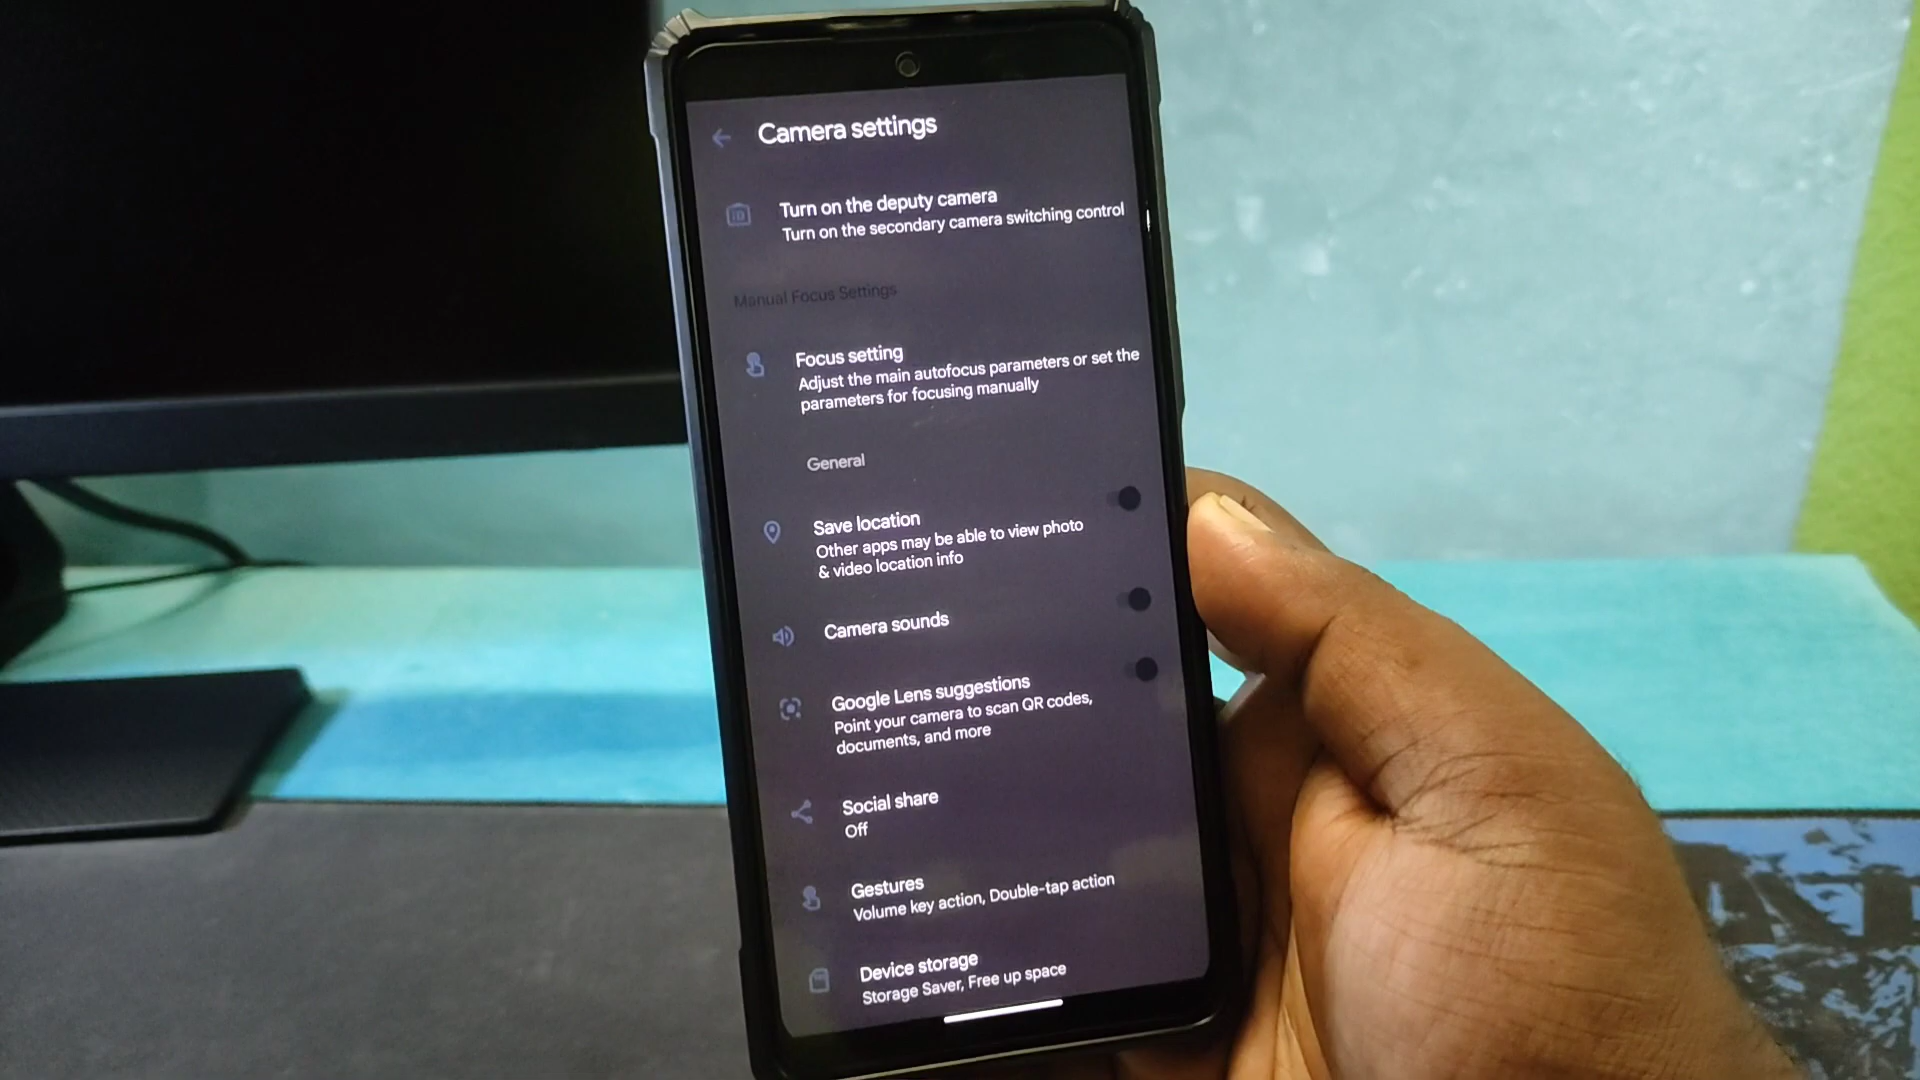 Camera settings
Turn on the deputy camera
Turn on the secondary camera switching control
Manual Focus Settings
Focus setting
Adjust the main autofocus parameters or set the
parameters for focusing manually
General
Save location
Other apps may be able to view photo
& video location info
Camera sounds
Google Lens suggestions
Point your camera to scan QR codes,
documents, and more
Social share
Off
Gestures
Volume key action, Double-tap action
Device storage
Storage Saver, Free up space